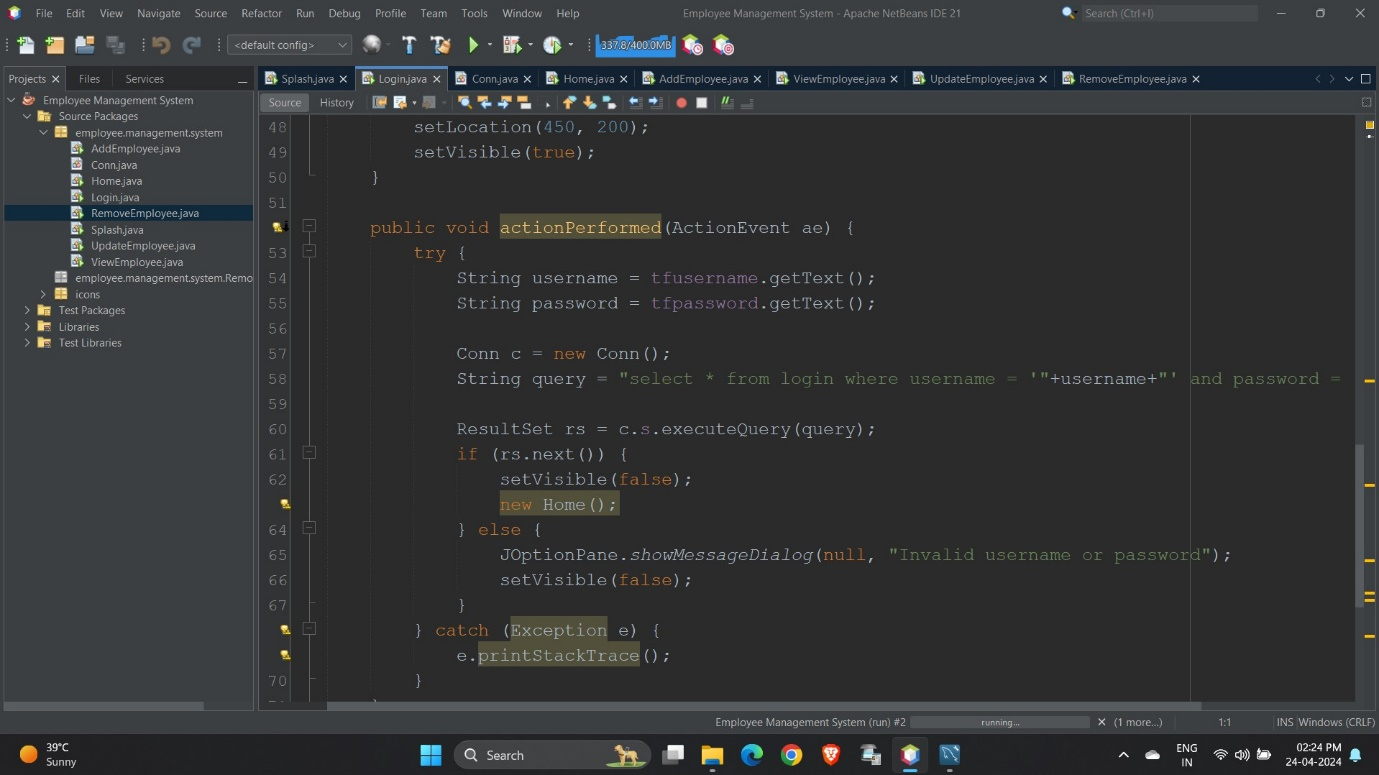 File Edit View Navigate Source Refactor Run Debug Profile Team Tools Window Help Employee Management System - Apache NetBeans IDE 21 Search (Ctrl+I)
<default config> 337.8/400.0MB
Projects Files Services
Splash.java Login.java Conn.java Home.java AddEmployee.java ViewEmployee.java UpdateEmployee.java RemoveEmployee.java
Source History
Employee Management System
Source Packages
employee.management.system
AddEmployee.java
Conn.java
Home.java
Login.java
RemoveEmployee.java
Splash.java
UpdateEmployee.java
ViewEmployee.java
employee.management.system.Remo
icons
Test Packages
Libraries
Test Libraries
48 setLocation(450, 200);
49 setVisible(true);
50 }
51
public void actionPerformed(ActionEvent ae) {
53 try {
54 String username = tfusername.getText();
55 String password = tfpassword.getText();
56
57 Conn c = new Conn();
58 String query = "select * from login where username = '"+username+"' and password =
59
60 ResultSet rs = c.s.executeQuery(query);
61 if (rs.next()) {
62 setVisible(false);
new Home();
64 } else {
65 JOptionPane.showMessageDialog(null, "Invalid username or password");
66 setVisible(false);
67 }
} catch (Exception e) {
e.printStackTrace();
70 }
Employee Management System (run) #2 running... (1 more...) 1:1 INS Windows (CRLF)
39°C
Sunny
Search
ENG
IN
02:24 PM
24-04-2024